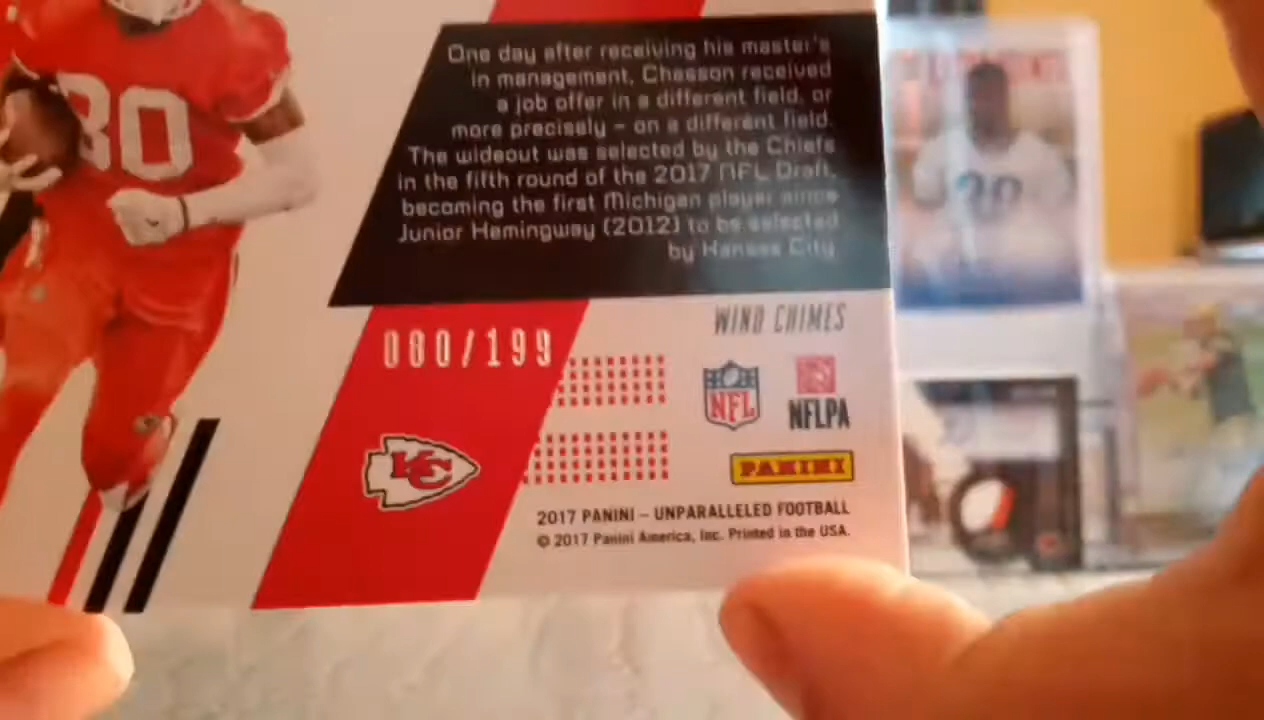 One day after receiving his master's
in management, Chesson received
a job offer in a different field, or
more precisely – on a different field.
The wideout was selected by the Chiefs
in the fifth round of the 2017 NFL Draft,
becoming the first Michigan player since
Junior Hemingway (2012) to be selected
by Kansas City.
80
080/199
WIND CHIMES
NFL
NFLPA
KC
PANINI
2017 PANINI – UNPARALLELED FOOTBALL
© 2017 Panini America, Inc. Printed in the USA.